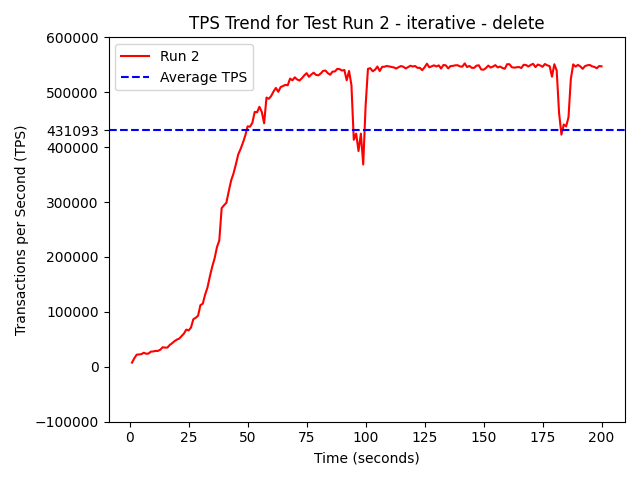 TPS Trend for Test Run 2 - iterative - delete
Run 2
Average TPS
600000
500000
431093
400000
300000
200000
100000
0
−100000
Transactions per Second (TPS)
0 25 50 75 100 125 150 175 200
Time (seconds)